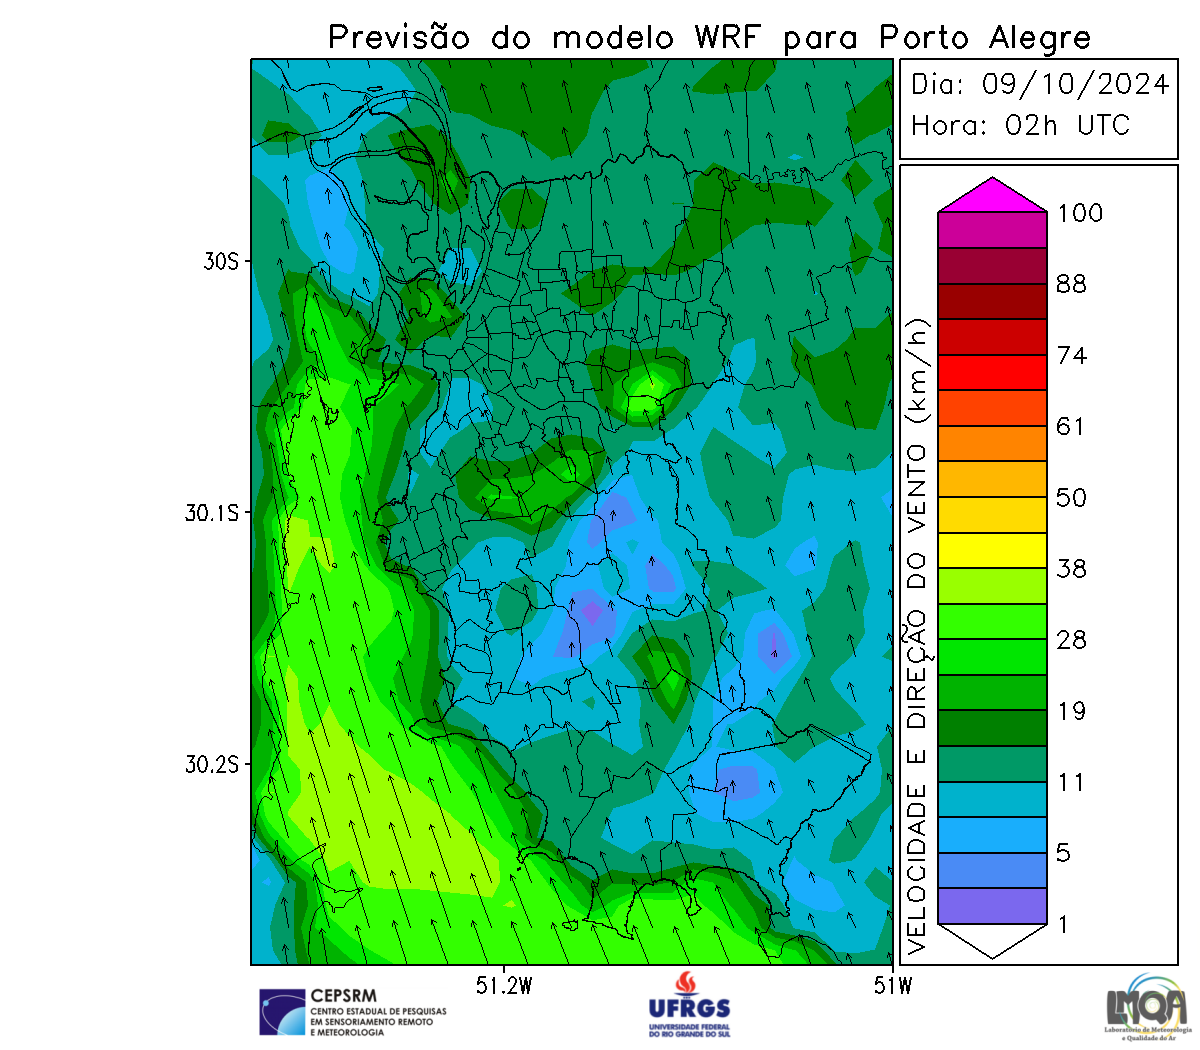 Previsão do modelo WRF para Porto Alegre
Dia: 09/10/2024
Hora: 02h UTC
30S
30.1S
30.2S
51.2W
51W
VELOCIDADE E DIREÇÃO DO VENTO (km/h)
100
88
74
61
50
38
28
19
11
5
1
CEPSRM
CENTRO ESTADUAL DE PESQUISAS
EM SENSORIAMENTO REMOTO
E METEOROLOGIA
UFRGS
UNIVERSIDADE FEDERAL
DO RIO GRANDE DO SUL
LMQA
Laboratório de Meteorologia
e Qualidade do Ar